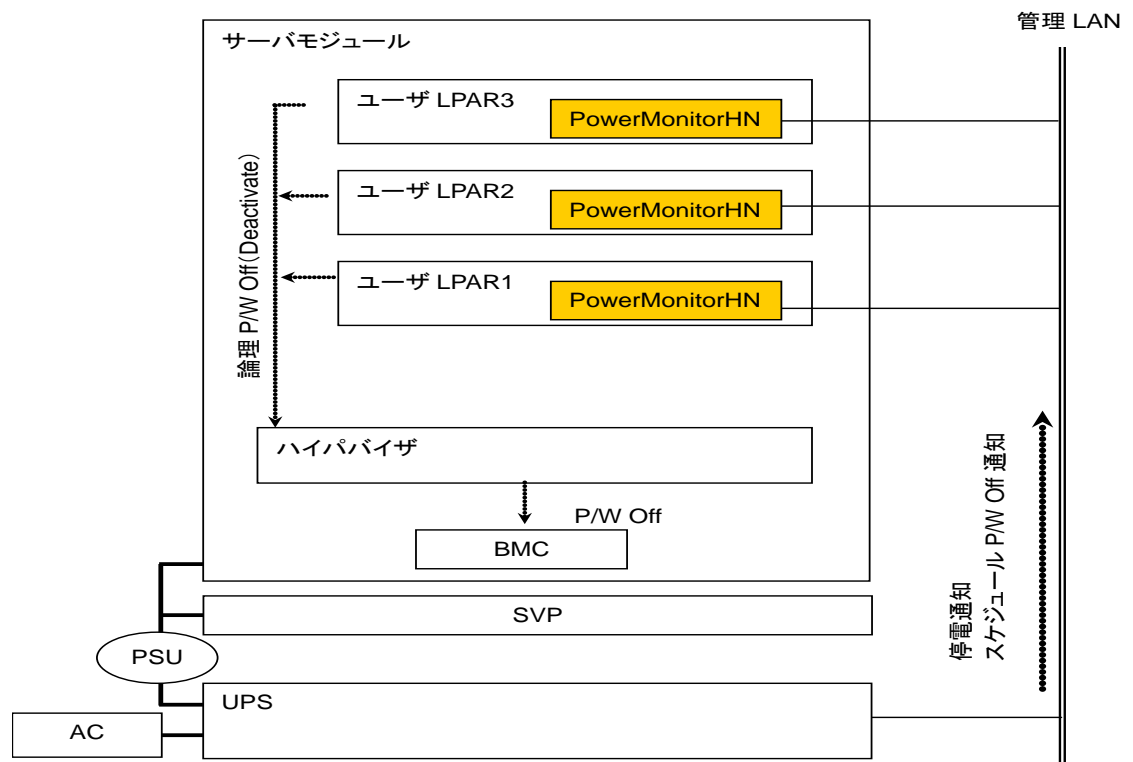 管理 LAN
サーバモジュール
ユーザ LPAR3
PowerMonitorHN
ユーザ LPAR2
PowerMonitorHN
ユーザ LPAR1
PowerMonitorHN
論理 P/W Off(Deactivate)
ハイパバイザ
P/W Off
BMC
停電通知
スケジュール P/W Off 通知
SVP
PSU
UPS
AC